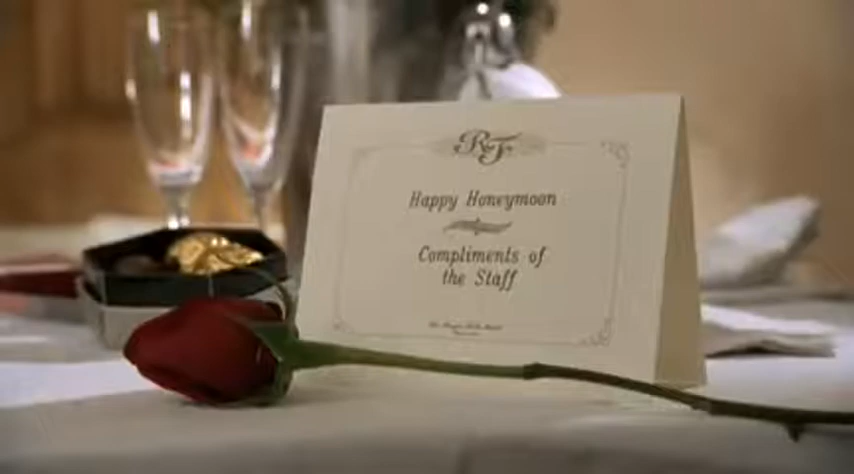 RF
Happy Honeymoon
Compliments of
the Staff